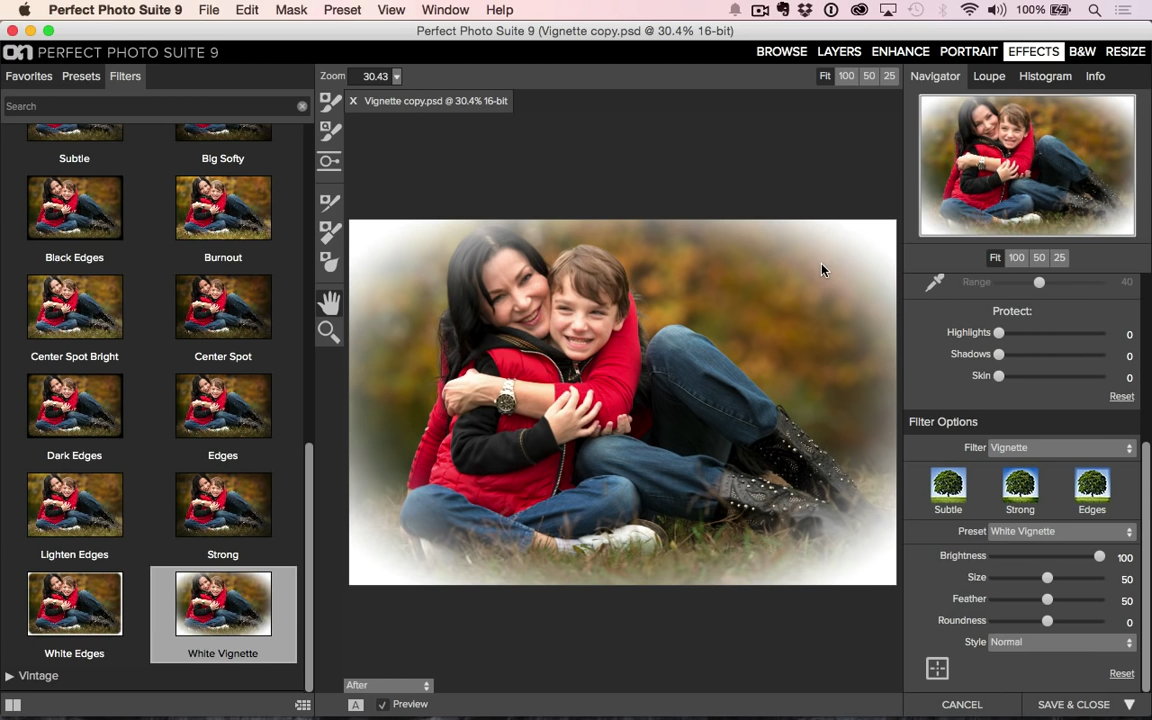 Perfect Photo Suite 9 File Edit Mask Preset View Window Help 100%
Perfect Photo Suite 9 (Vignette copy.psd @ 30.4% 16-bit)
on PERFECT PHOTO SUITE 9 BROWSE LAYERS ENHANCE PORTRAIT EFFECTS B&W RESIZE
Favorites Presets Filters
Zoom 30.43 Fit 100 50 25
Navigator Loupe Histogram Info
Search
X Vignette copy.psd @ 30.4% 16-bit
Subtle Big Softy
Black Edges Burnout
Center Spot Bright Center Spot
Dark Edges Edges
Lighten Edges Strong
White Edges White Vignette
Vintage
After
A Preview
Fit 100 50 25
Range 40
Protect:
Highlights 0
Shadows 0
Skin 0
Reset
Filter Options
Filter Vignette
Subtle Strong Edges
Preset White Vignette
Brightness 100
Size 50
Feather 50
Roundness 0
Style Normal
Reset
CANCEL SAVE & CLOSE